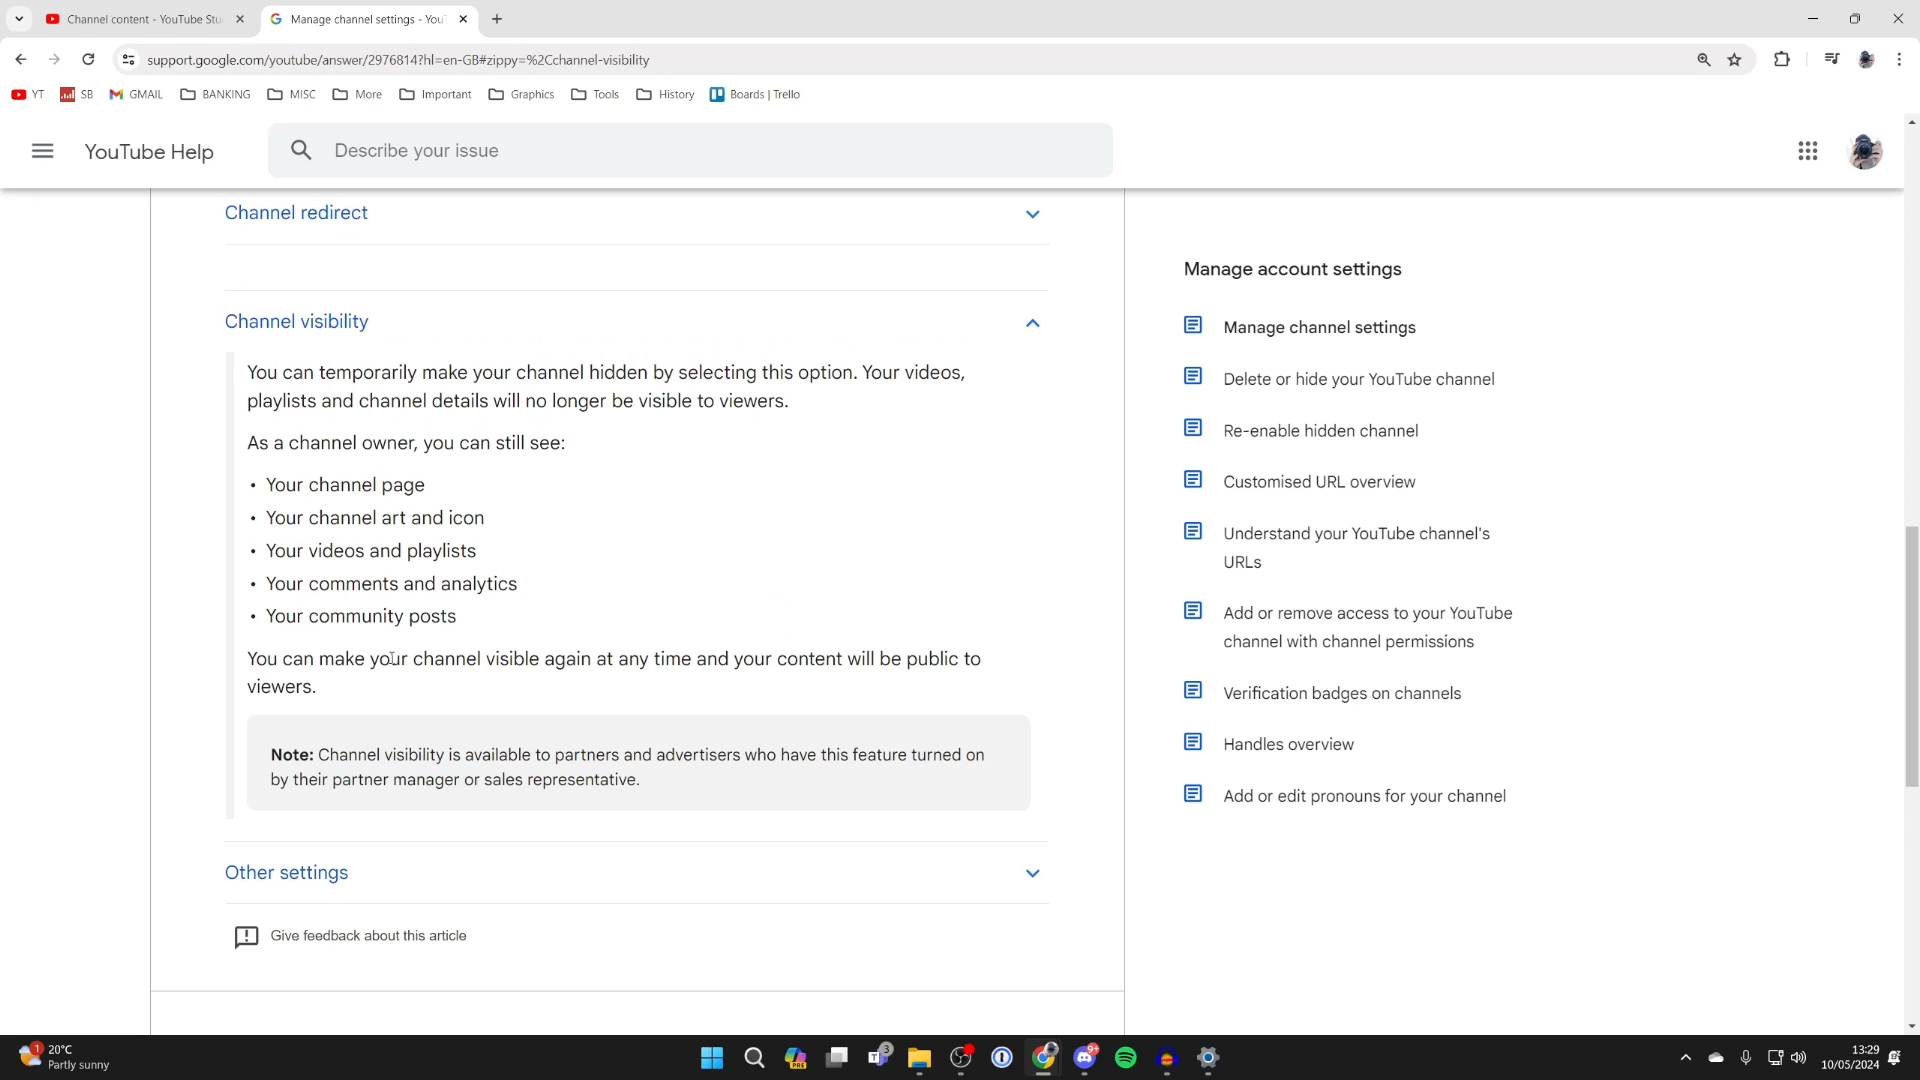 Channel content - YouTube Stu
Manage channel settings - You
support.google.com/youtube/answer/2976814?hl=en-GB#zippy=%2Cchannel-visibility
YT
SB
GMAIL
BANKING
MISC
More
Important
Graphics
Tools
History
Boards | Trello
YouTube Help
Describe your issue
Channel redirect
Channel visibility
You can temporarily make your channel hidden by selecting this option. Your videos,
playlists and channel details will no longer be visible to viewers.
As a channel owner, you can still see:
• Your channel page
• Your channel art and icon
• Your videos and playlists
• Your comments and analytics
• Your community posts
You can make your channel visible again at any time and your content will be public to
viewers.
Note: Channel visibility is available to partners and advertisers who have this feature turned on
by their partner manager or sales representative.
Other settings
Give feedback about this article
Manage account settings
Manage channel settings
Delete or hide your YouTube channel
Re-enable hidden channel
Customised URL overview
Understand your YouTube channel's
URLs
Add or remove access to your YouTube
channel with channel permissions
Verification badges on channels
Handles overview
Add or edit pronouns for your channel
1
20°C
Partly sunny
PRE
3
9+
13:29
10/05/2024